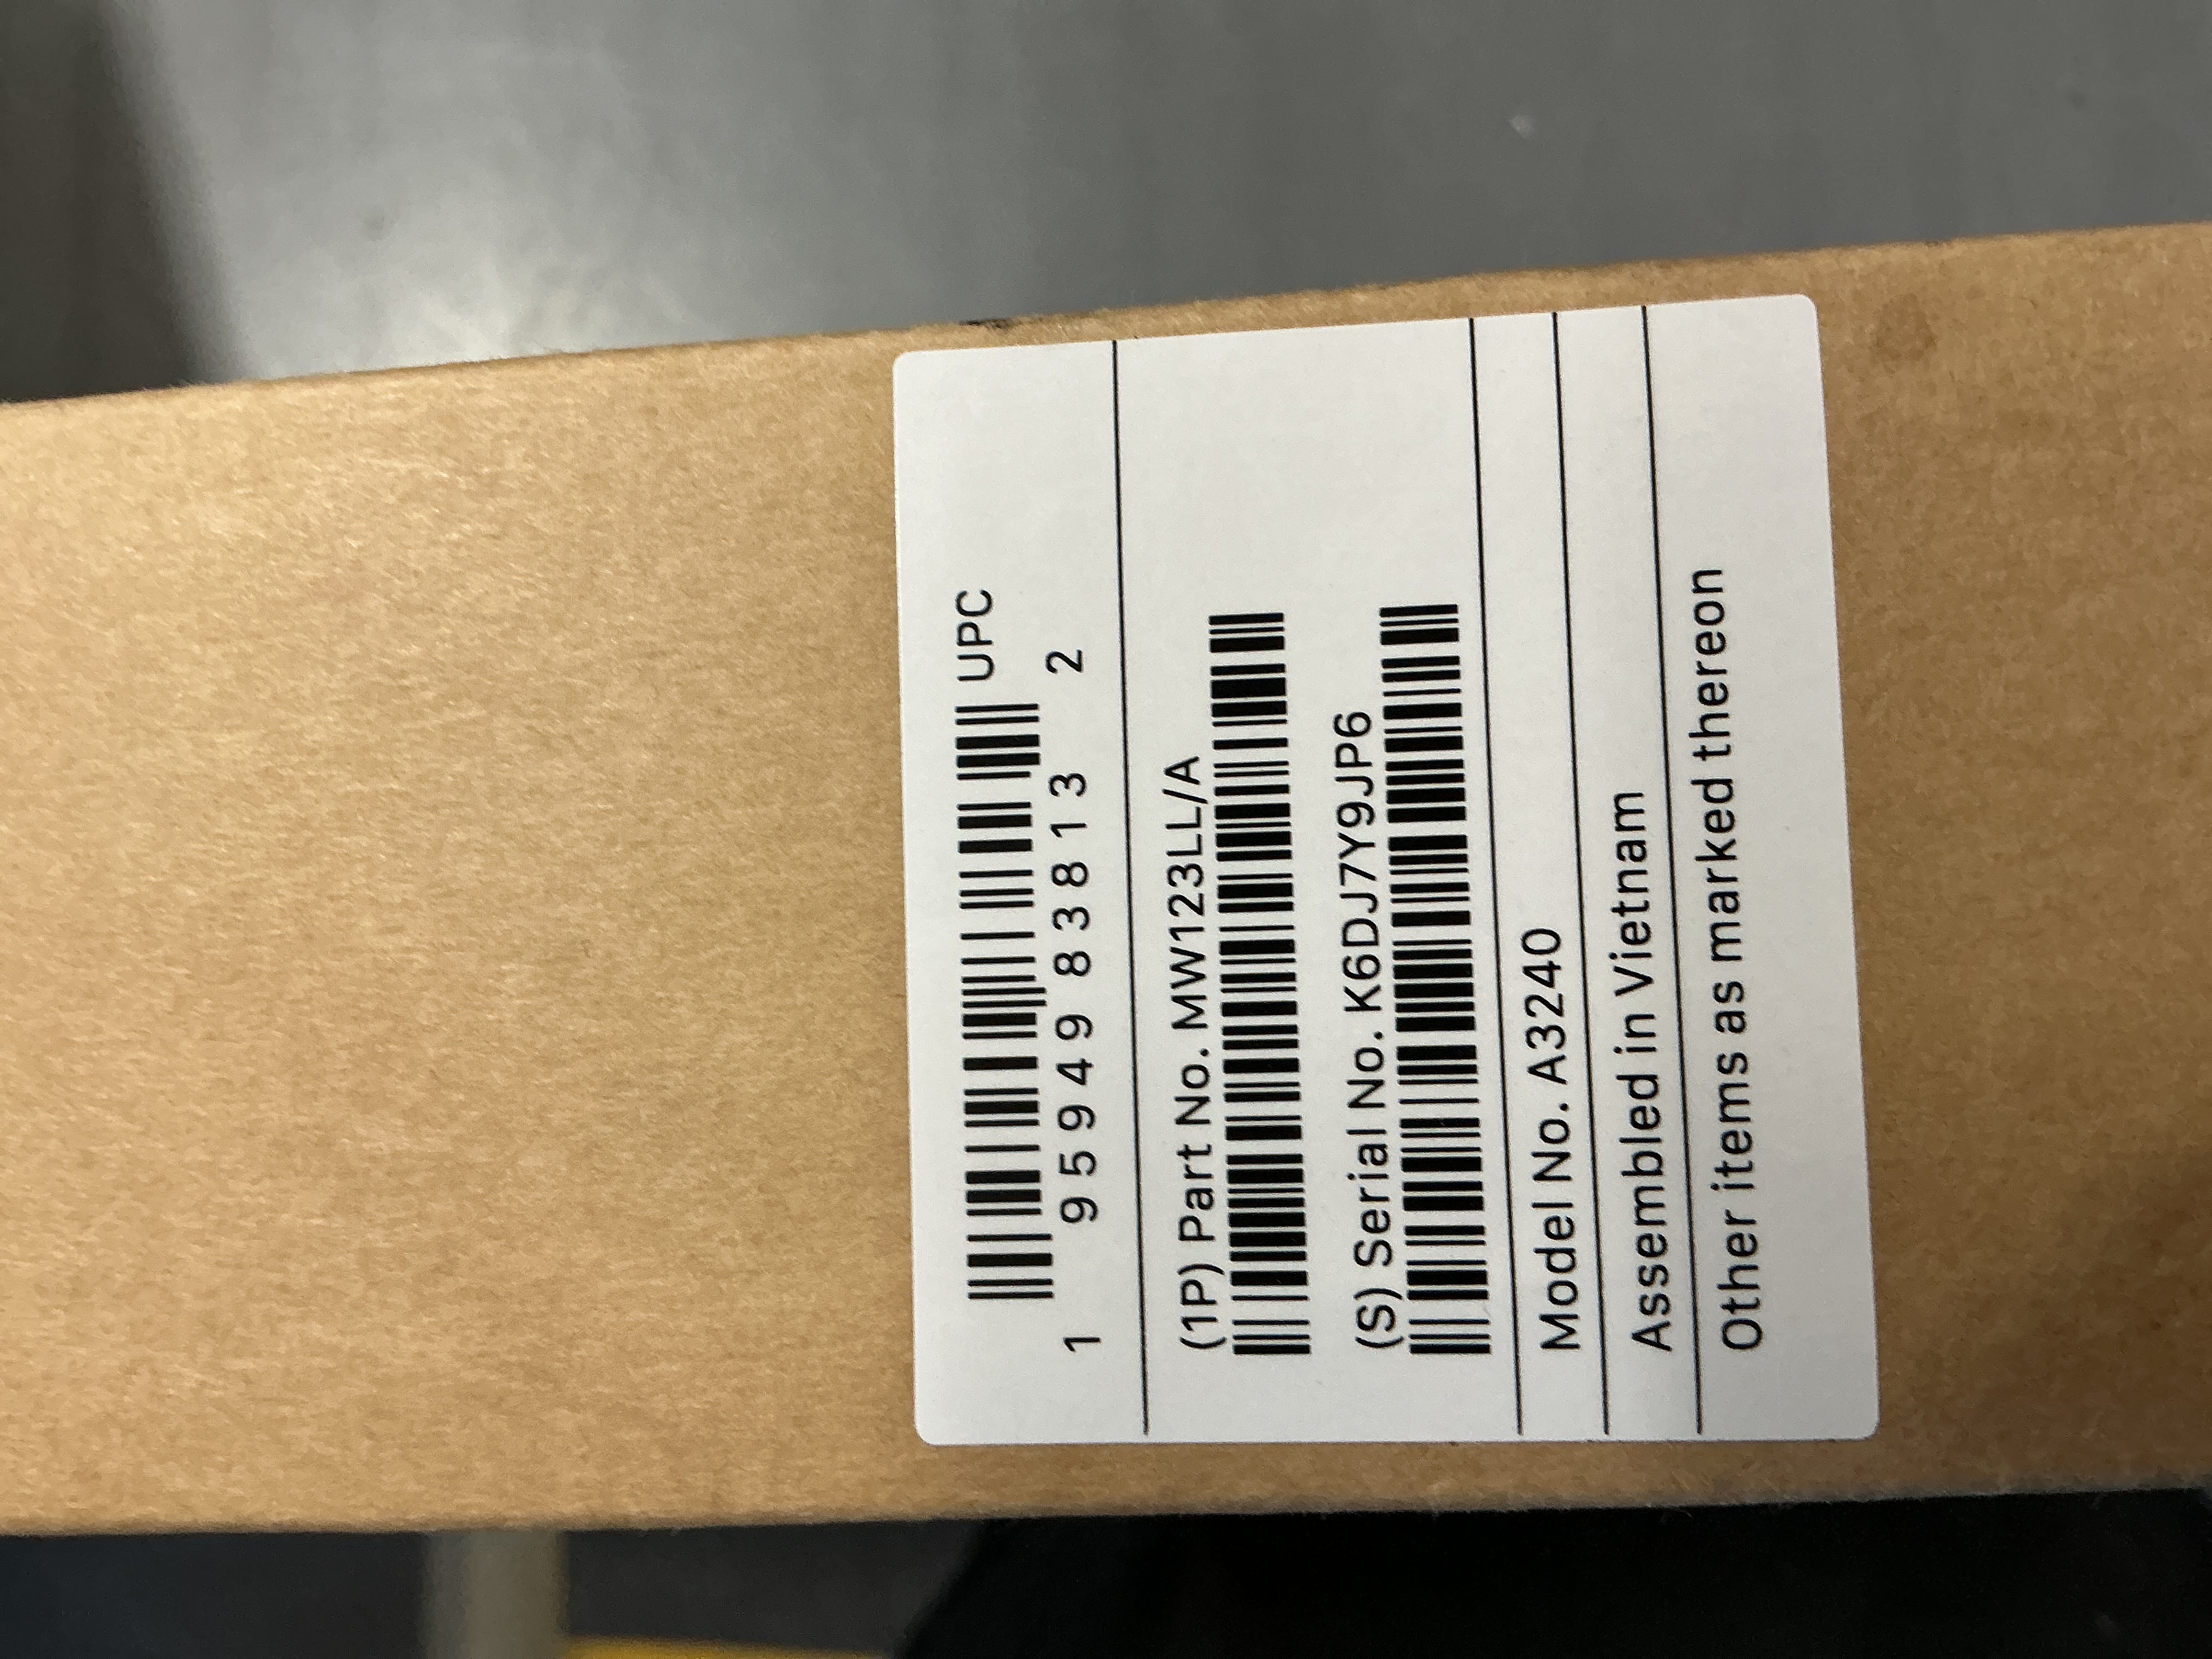 UPC
1 95949 83813 2
(1P) Part No. MW123LL/A
(S) Serial No. K6DJ7Y9JP6
Model No. A3240
Assembled in Vietnam
Other items as marked thereon